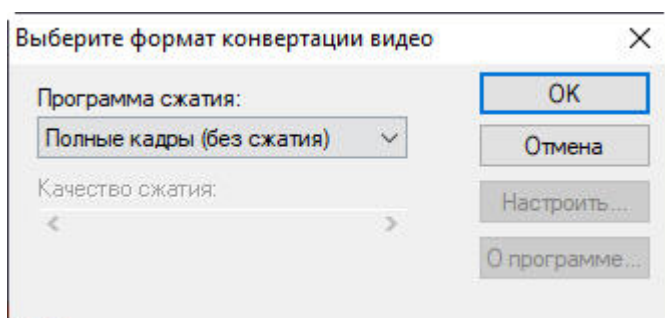 Выберите формат конвертации видео
Программа сжатия:
Полные кадры (без сжатия)
Качество сжатия:
OK
Отмена
Настроить...
О программе...